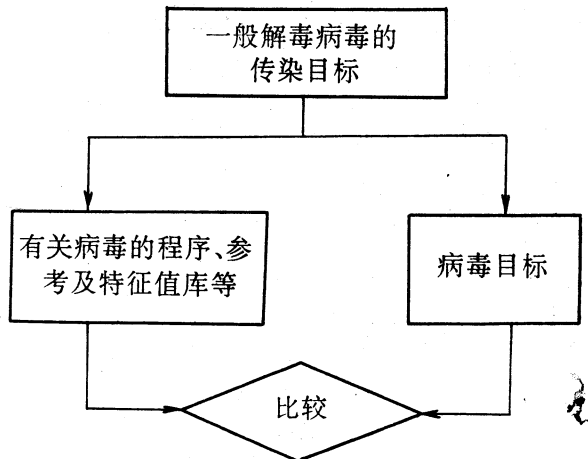 一般解毒病毒的
传染目标
有关病毒的程序、参
考及特征值库等
病毒目标
比较